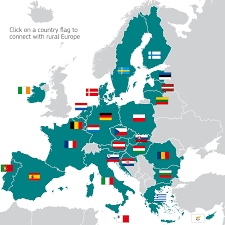 Click on a country flag to
connect with rural Europe